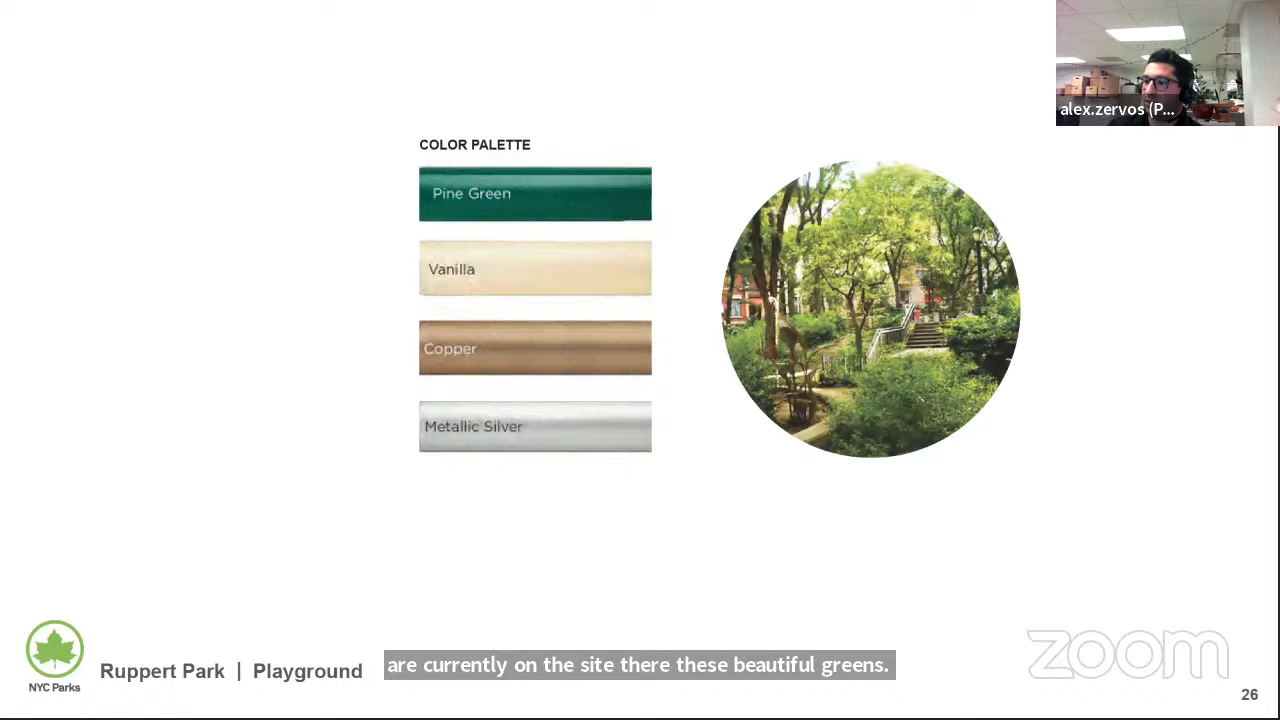 alex.zervos (P...
COLOR PALETTE
Pine Green
Vanilla
Copper
Metallic Silver
NYC Parks
Ruppert Park | Playground
are currently on the site there these beautiful greens.
zoom
26